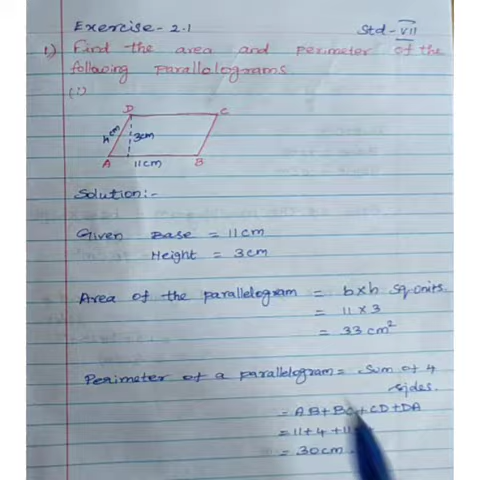 Exercise-2.1 Std-VII
1) Find the area and perimeter of the
following parallolograms
(i)
D C
4cm 3cm
A 11cm B
Solution:-
Given Base = 11cm
Height = 3cm
Area of the parallelogram = b×h Sq.units.
= 11 × 3
= 33 cm²
Perimeter of a parallelogram = Sum of 4
sides.
= AB+BC+CD+DA
= 11+4+11
= 30cm.